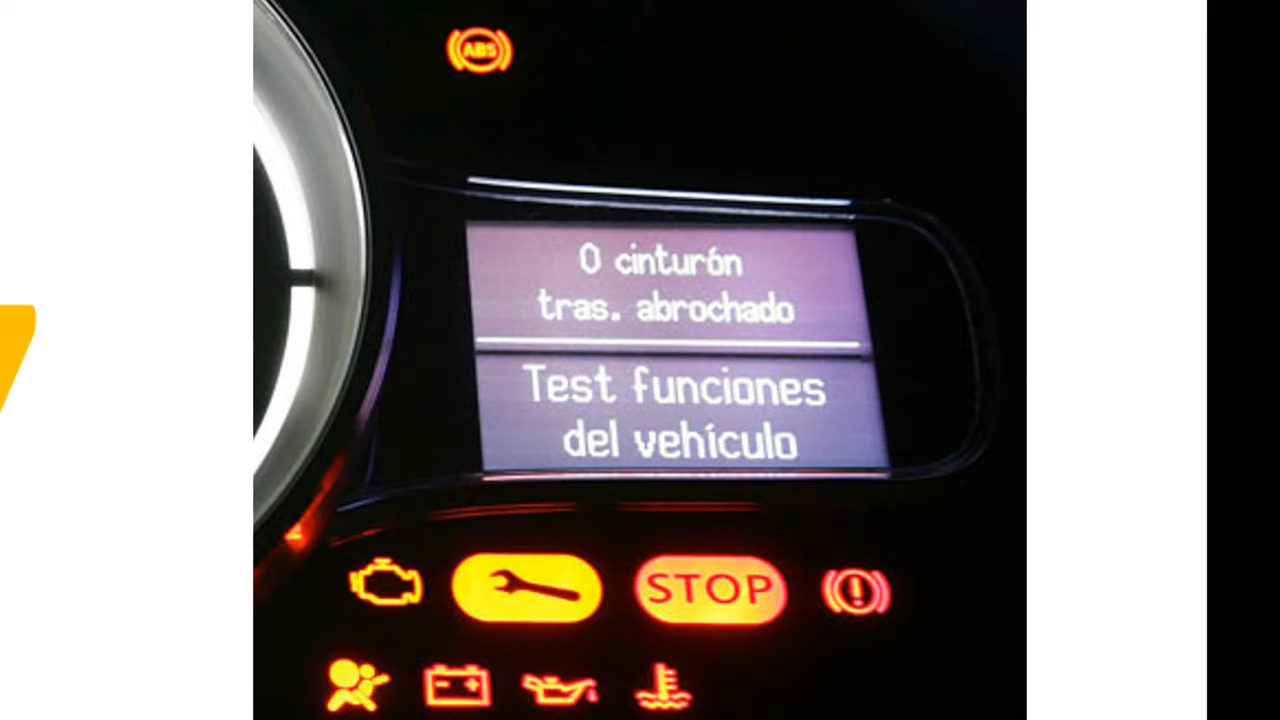 ABS
0 cinturón
tras. abrochado
Test funciones
del vehículo
STOP